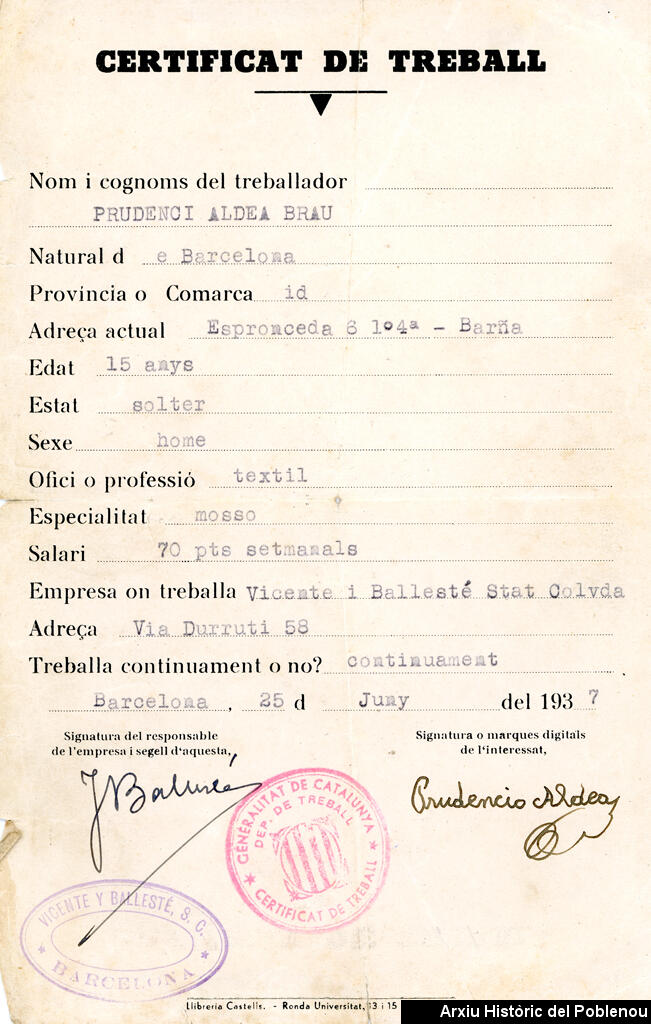 CERTIFICAT DE TREBALL
Nom i cognoms del treballador
PRUDENCI ALDEA BRAU
Natural d e Barcelona
Província o Comarca id
Adreça actual Espronceda 6 1º4ª - Barña
Edat 15 anys
Estat solter
Sexe home
Ofici o professió textil
Especialitat mosso
Salari 70 pts setmanals
Empresa on treballa Vicente i Ballesté Stat Colvda
Adreça Via Durruti 58
Treballa continuament o no? continuament
Barcelona, 25 d Juny del 1937
Signatura del responsable
de l'empresa i segell d'aquesta,
Signatura o marques digitals
de l'interessat,
J Ballesté
Prudencio Aldea
GENERALITAT DE CATALUNYA
DEP. DE TREBALL
CERTIFICAT DE TREBALL
VICENTE Y BALLESTÉ, S. C.
BARCELONA
Llibreria Castells. - Ronda Universitat, 13 i 15
Arxiu Històric del Poblenou